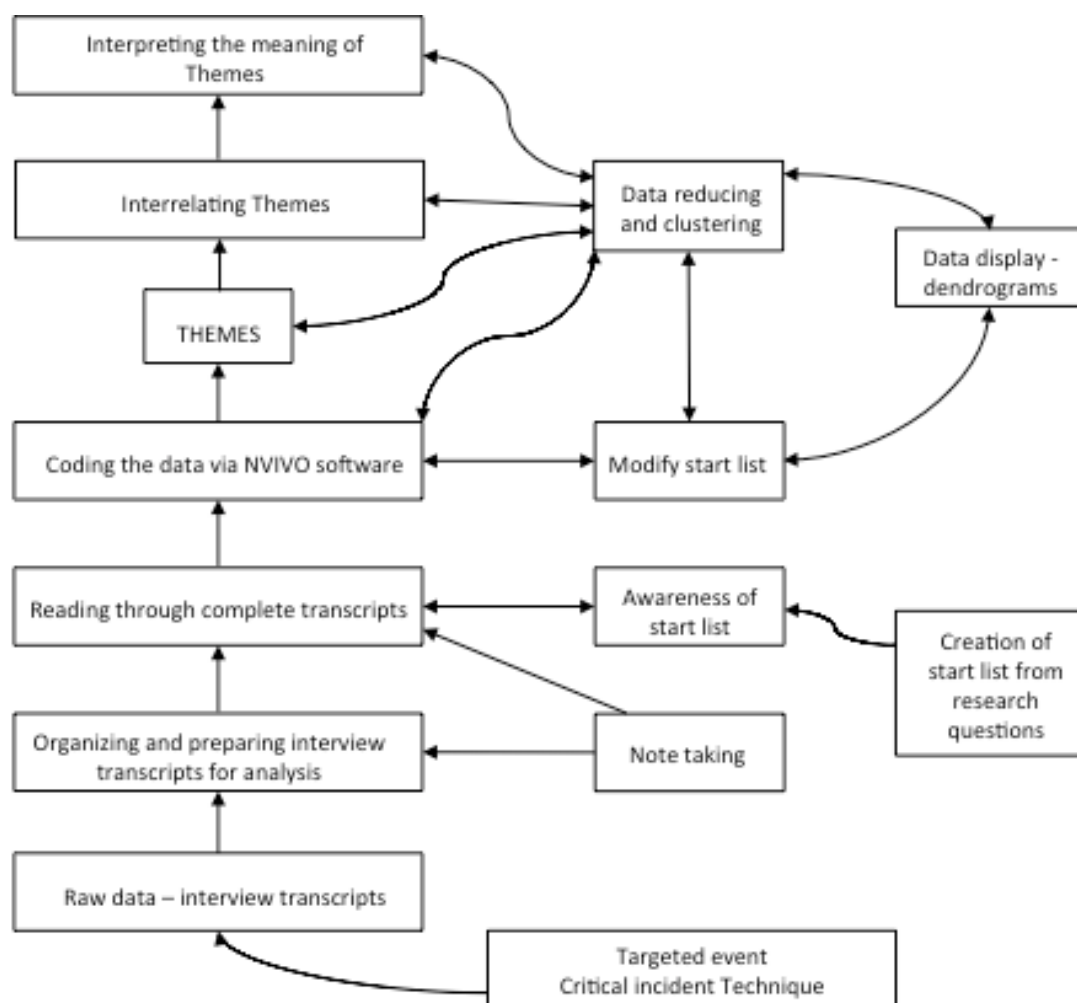 Interpreting the meaning of
Themes
Interrelating Themes
Data reducing
and clustering
Data display -
dendrograms
THEMES
Coding the data via NVIVO software
Modify start list
Reading through complete transcripts
Awareness of
start list
Creation of
start list from
research
questions
Organizing and preparing interview
transcripts for analysis
Note taking
Raw data – interview transcripts
Targeted event
Critical incident Technique